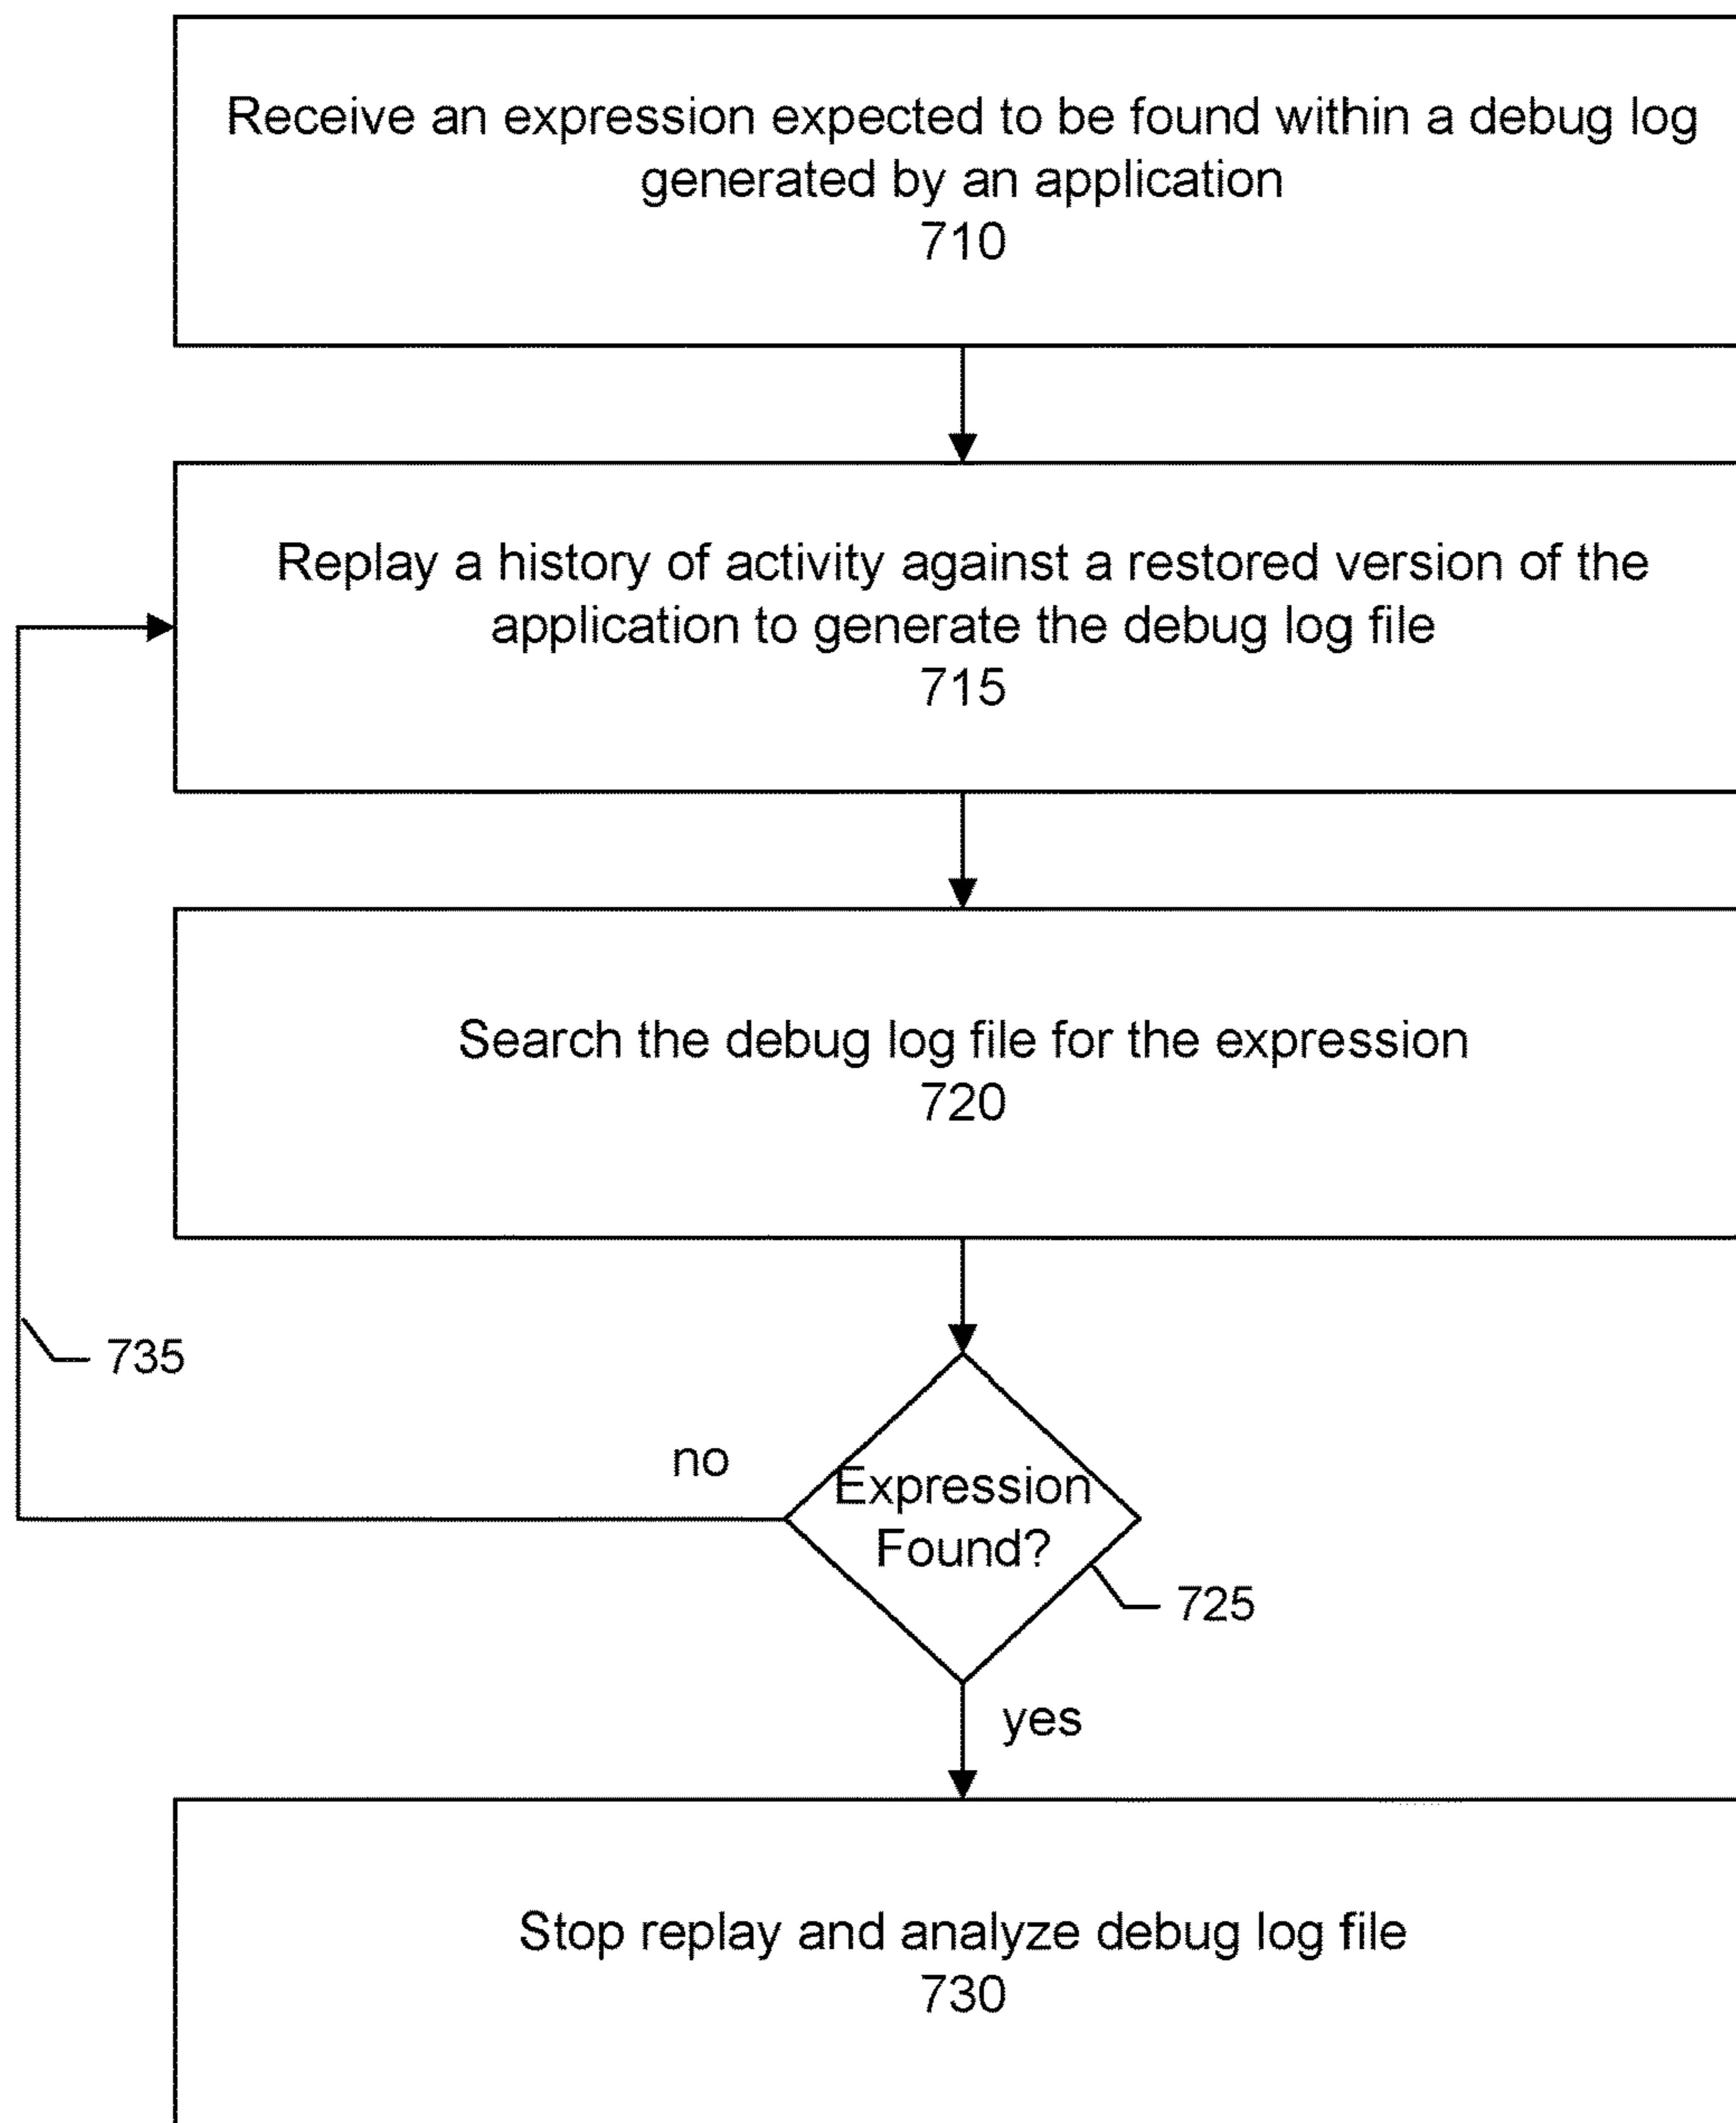 Receive an expression expected to be found within a debug log
generated by an application
710
Replay a history of activity against a restored version of the
application to generate the debug log file
715
Search the debug log file for the expression
720
735
no
Expression
Found?
725
yes
Stop replay and analyze debug log file
730